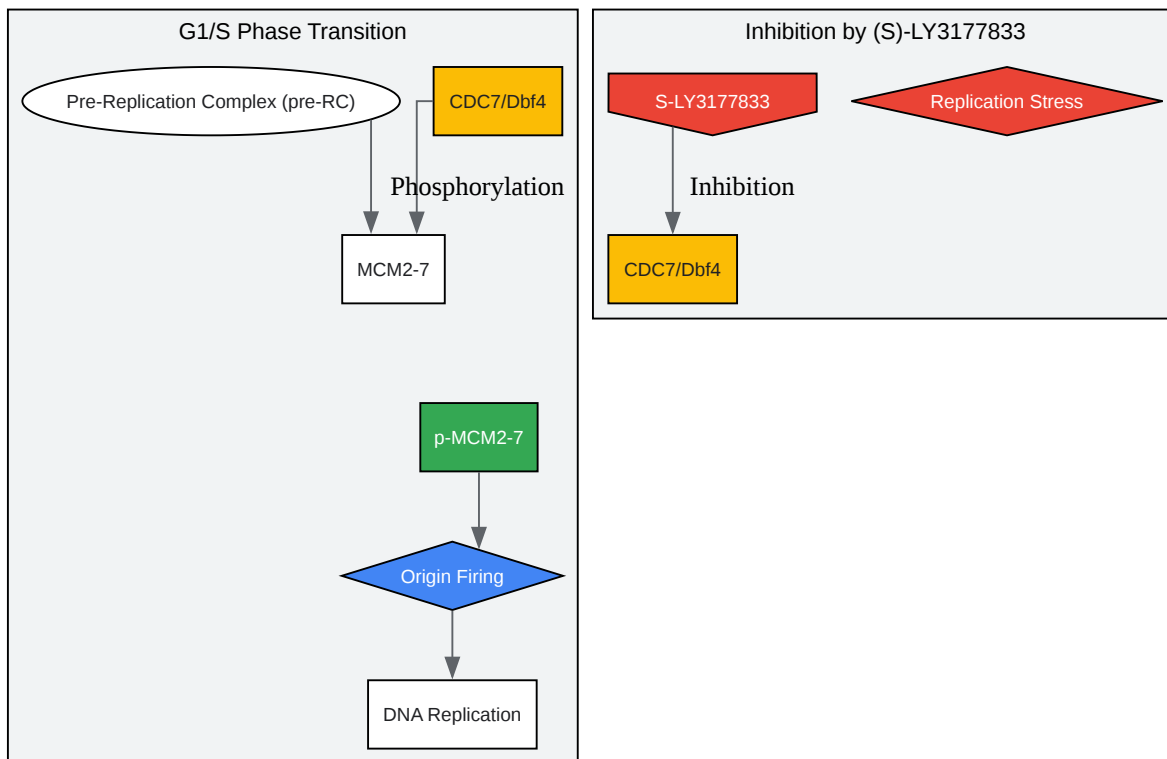 G1/S Phase Transition
Pre-Replication Complex (pre-RC)
CDC7/Dbf4
Phosphorylation
MCM2-7
p-MCM2-7
Origin Firing
DNA Replication
Inhibition by (S)-LY3177833
S-LY3177833
Replication Stress
Inhibition
CDC7/Dbf4